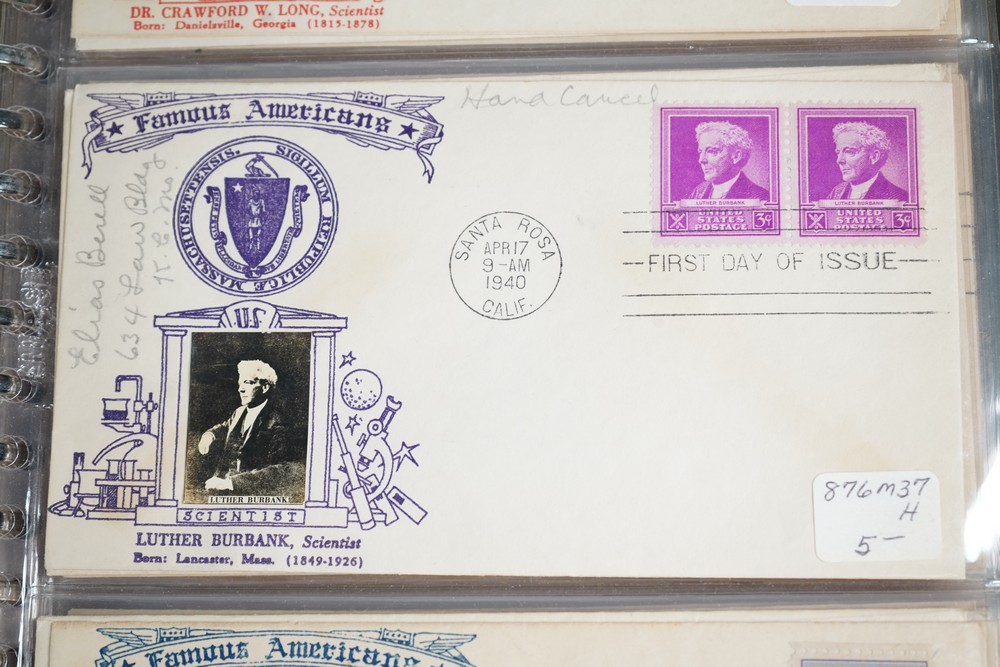 DR. CRAWFORD W. LONG, Scientist
Born: Danielsville, Georgia (1815-1878)
Famous Americans
Hand Cancel
SIGILLUM REIPUBLICÆ MASSACHUSETTENSIS.
Elias Berell
634 Law Bldg
K. C. Mo.
U.S.
LUTHER BURBANK
SCIENTIST
LUTHER BURBANK, Scientist
Born: Lancaster, Mass. (1849-1926)
SANTA ROSA
APR 17
9-AM
1940
CALIF.
LUTHER BURBANK
UNITED
STATES
POSTAGE 3¢
LUTHER BURBANK
UNITED
STATES
POSTAGE 3¢
FIRST DAY OF ISSUE
876M37
H
5-
Famous Americans